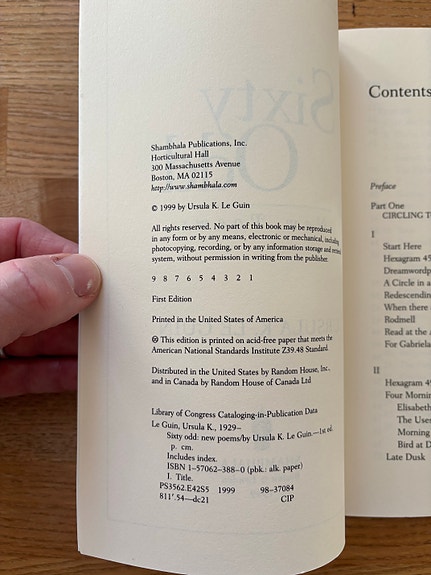 Shambhala Publications, Inc.
Horticultural Hall
300 Massachusetts Avenue
Boston, MA 02115
http://www.shambhala.com
© 1999 by Ursula K. Le Guin
All rights reserved. No part of this book may be reproduced
in any form or by any means, electronic or mechanical, including
photocopying, recording, or by any information storage and retrieval
system, without permission in writing from the publisher.
9 8 7 6 5 4 3 2 1
First Edition
Printed in the United States of America
♾ This edition is printed on acid-free paper that meets the
American National Standards Institute Z39.48 Standard.
Distributed in the United States by Random House, Inc.,
and in Canada by Random House of Canada Ltd
Library of Congress Cataloging-in-Publication Data
Le Guin, Ursula K., 1929–
Sixty odd: new poems/by Ursula K. Le Guin.—1st ed.
p. cm.
Includes index.
ISBN 1–57062–388–0 (pbk.: alk. paper)
I. Title.
PS3562.E42S5 1999 98–37084
811'.54—dc21 CIP
Contents
Preface
Part One
CIRCLING
I
Start Here
Hexagram 45
Dreamwordp
A Circle in a
Redescending
When there
Rodmell
Read at the
For Gabriela
II
Hexagram 4
Four Mornin
Elisabeth
The Uses
Morning
Bird at D
Late Dusk